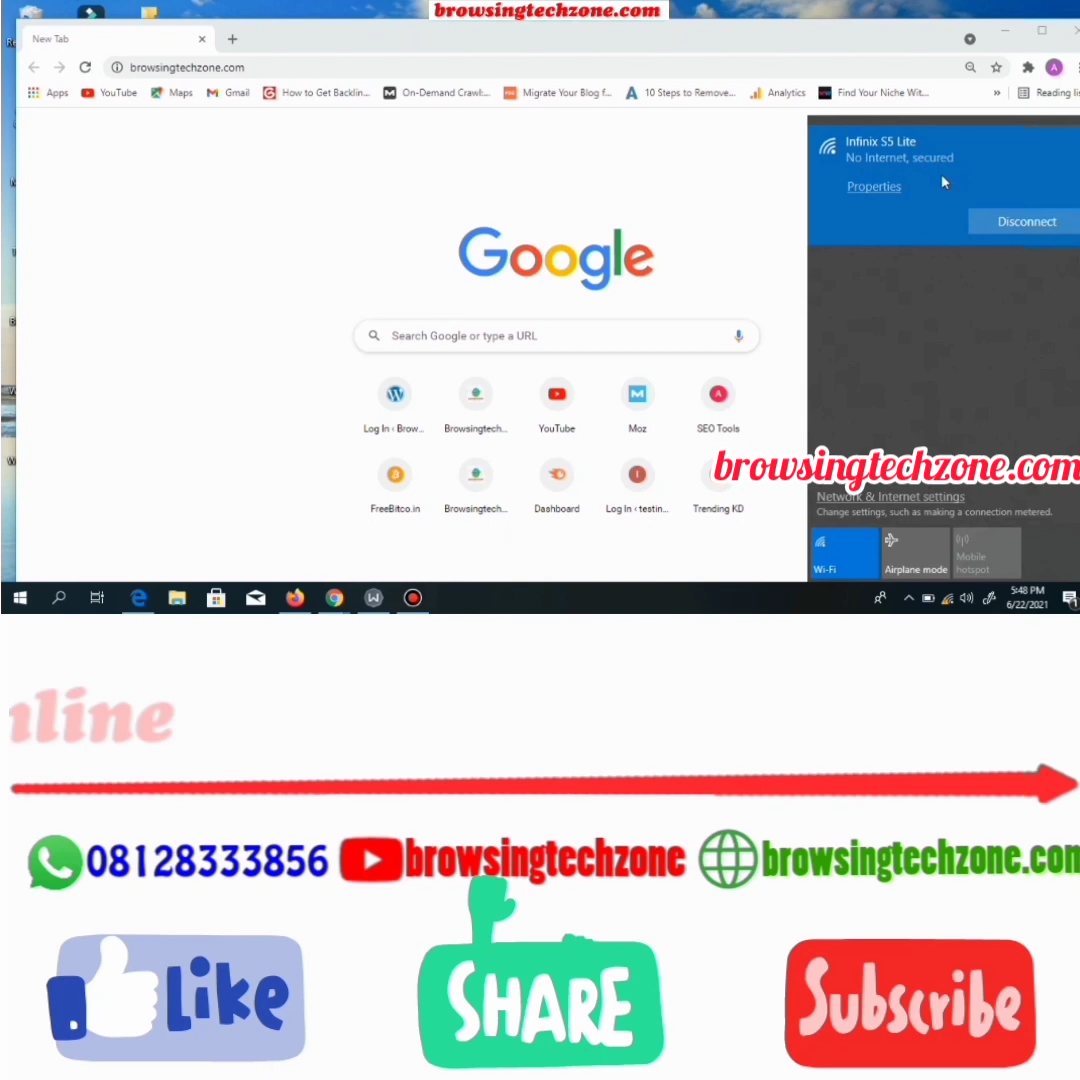 browsingtechzone.com
New Tab
browsingtechzone.com
Apps YouTube Maps Gmail How to Get Backlin... On-Demand Crawl:... Migrate Your Blog f... 10 Steps to Remove... Analytics Find Your Niche Wit... » Reading lis
Infinix S5 Lite
No Internet, secured
Properties
Disconnect
Google
Search Google or type a URL
Log In ‹ Brow... Browsingtech... YouTube Moz SEO Tools
browsingtechzone.com
FreeBitco.in Browsingtech... Dashboard Log In ‹ testin... Trending KD
Network & Internet settings
Change settings, such as making a connection metered.
Wi-Fi
Airplane mode
Mobile
hotspot
5:48 PM
6/22/2021
nline
08128333856 browsingtechzone browsingtechzone.com
Like
SHARE
Subscribe